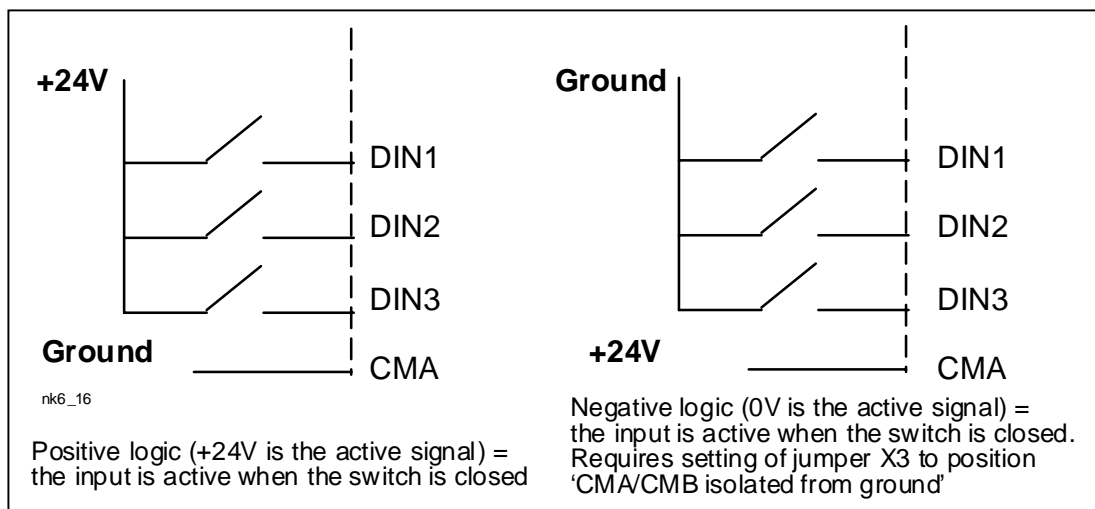 +24V
DIN1
DIN2
DIN3
Ground
CMA
nk6_16
Positive logic (+24V is the active signal) =
the input is active when the switch is closed
Ground
DIN1
DIN2
DIN3
+24V
CMA
Negative logic (0V is the active signal) =
the input is active when the switch is closed.
Requires setting of jumper X3 to position
‘CMA/CMB isolated from ground’